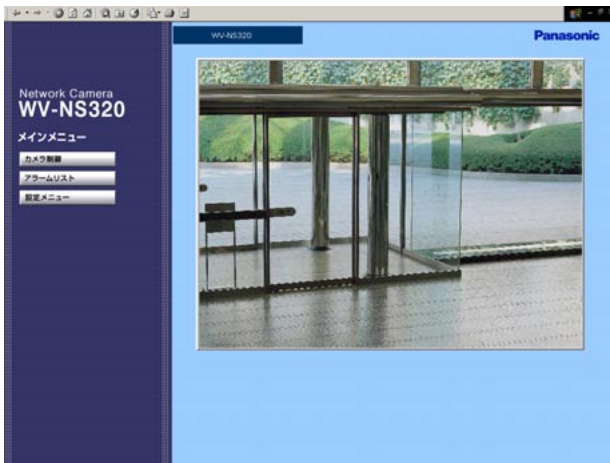 WV-NS320
Panasonic
Network Camera
WV-NS320
メインメニュー
カメラ制御
アラームリスト
設定メニュー